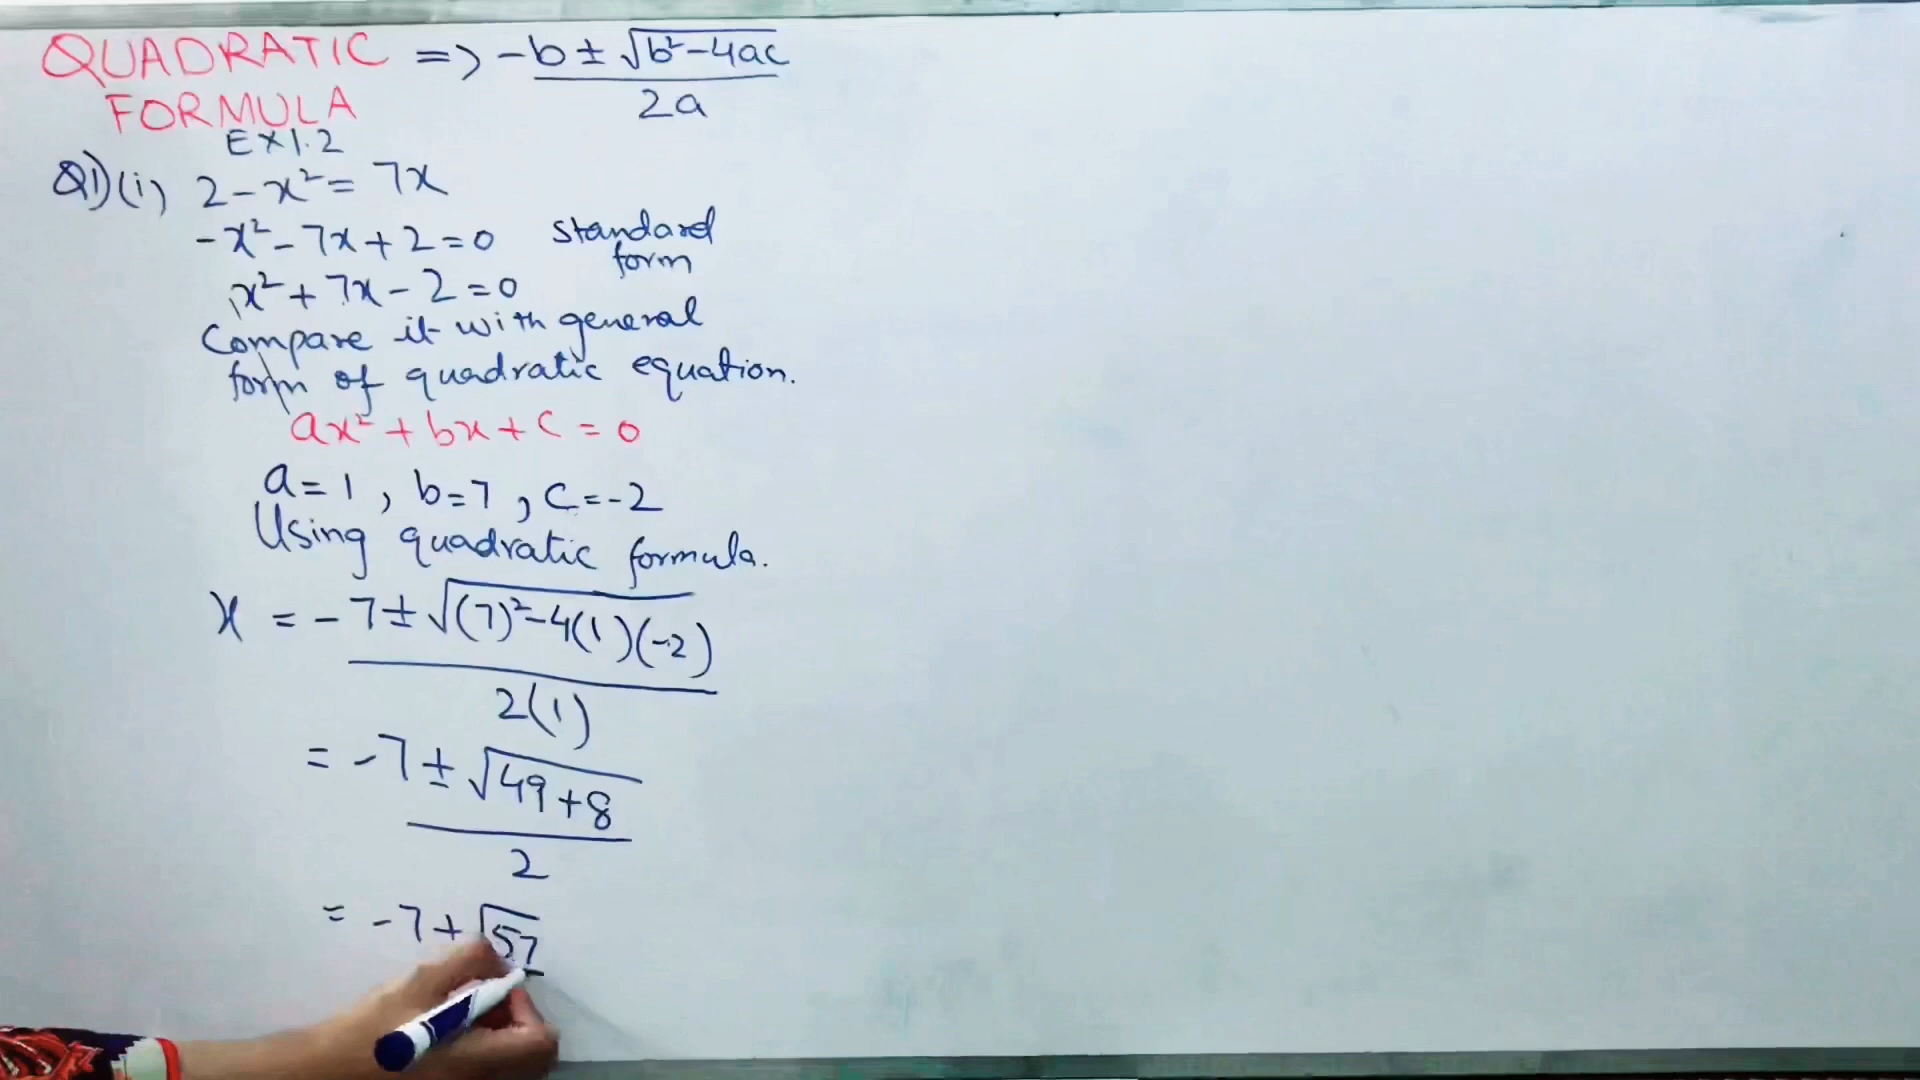 QUADRATIC => -b ± √b²-4ac
FORMULA 2a
EX 1.2
Q1)(i) 2 - x² = 7x
-x² - 7x + 2 = 0 standard
form
x² + 7x - 2 = 0
Compare it with general
form of quadratic equation.
ax² + bx + c = 0
a = 1 , b = 7 , c = -2
Using quadratic formula.
x = -7 ± √(7)²-4(1)(-2)
2(1)
= -7 ± √49+8
2
= -7 + √57